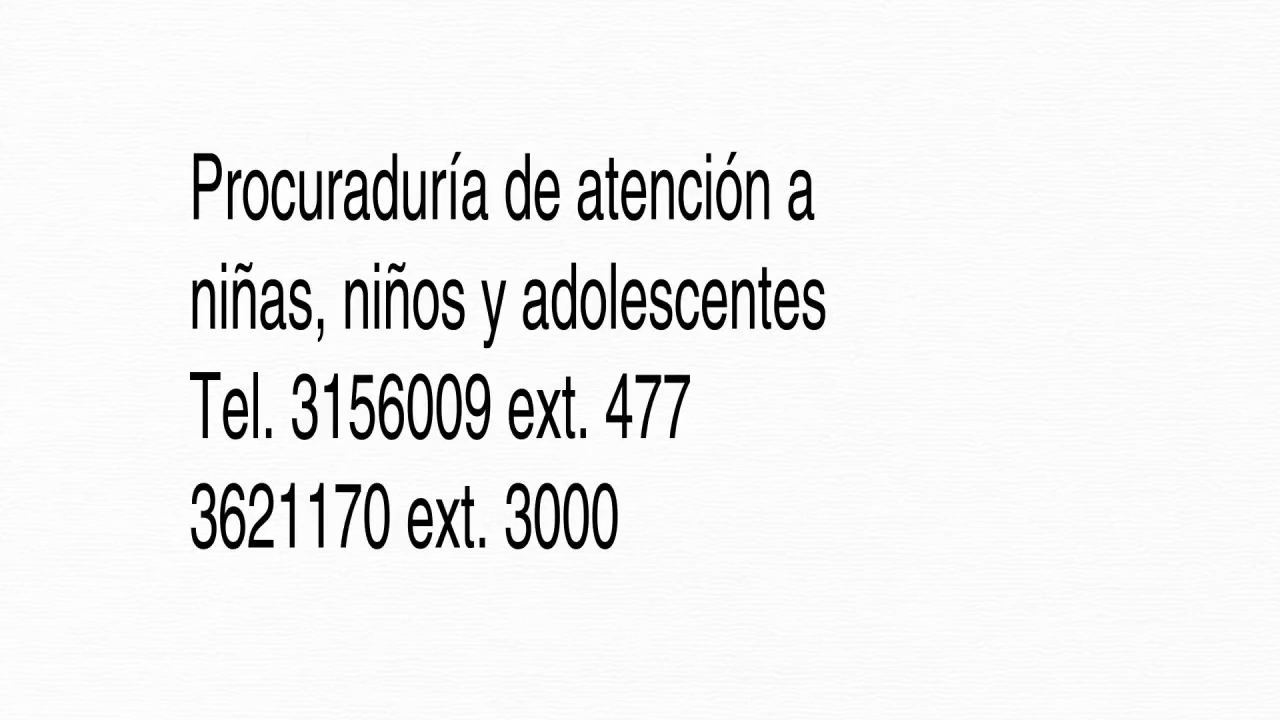 Procuraduría de atención a
niñas, niños y adolescentes
Tel. 3156009 ext. 477
3621170 ext. 3000